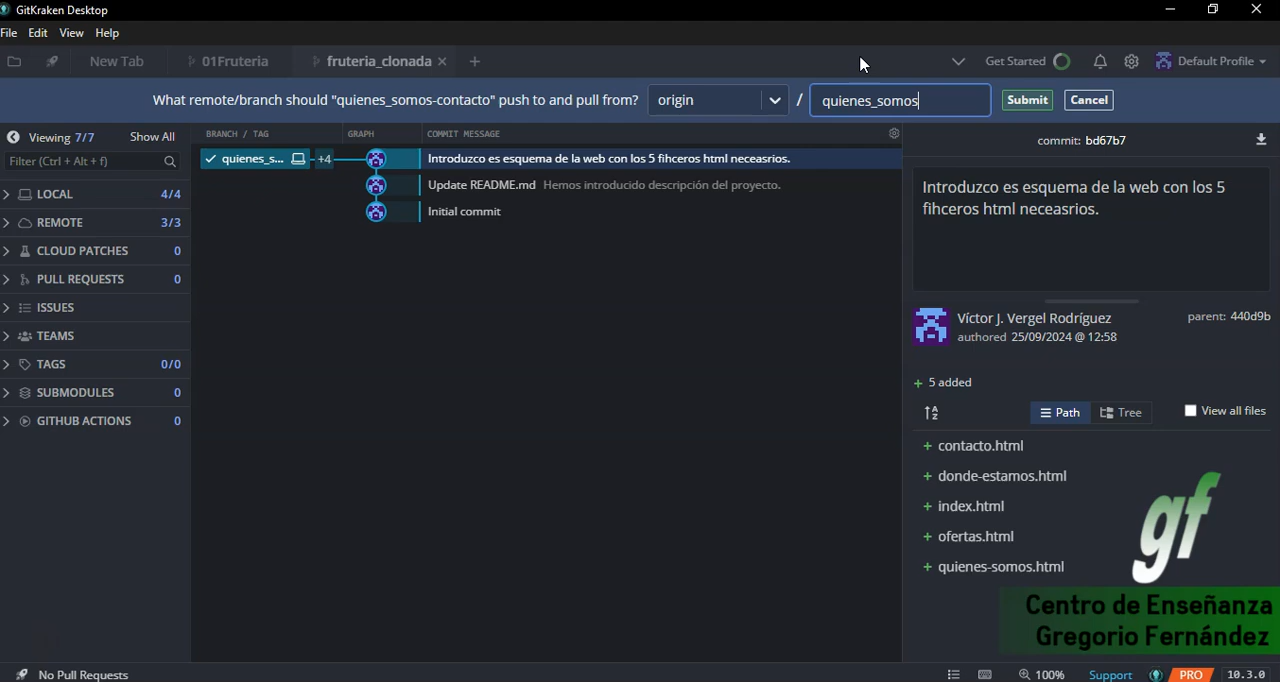 GitKraken Desktop
File Edit View Help
New Tab 01Fruteria fruteria_clonada Get Started Default Profile
What remote/branch should "quienes_somos-contacto" push to and pull from? origin / quienes_somos Submit Cancel
Viewing 7/7 Show All
BRANCH / TAG GRAPH COMMIT MESSAGE
commit: bd67b7
Filter (Ctrl + Alt + f)
quienes_s... +4 Introduzco es esquema de la web con los 5 fihceros html neceasrios.
Update README.md Hemos introducido descripción del proyecto.
Initial commit
LOCAL 4/4
REMOTE 3/3
CLOUD PATCHES 0
PULL REQUESTS 0
ISSUES
TEAMS
TAGS 0/0
SUBMODULES 0
GITHUB ACTIONS 0
Introduzco es esquema de la web con los 5
fihceros html neceasrios.
Víctor J. Vergel Rodríguez parent: 440d9b
authored 25/09/2024 @ 12:58
+ 5 added
A Z Path Tree View all files
+ contacto.html
+ donde-estamos.html
+ index.html
+ ofertas.html
+ quienes-somos.html
gf
Centro de Enseñanza
Gregorio Fernández
No Pull Requests 100% Support PRO 10.3.0